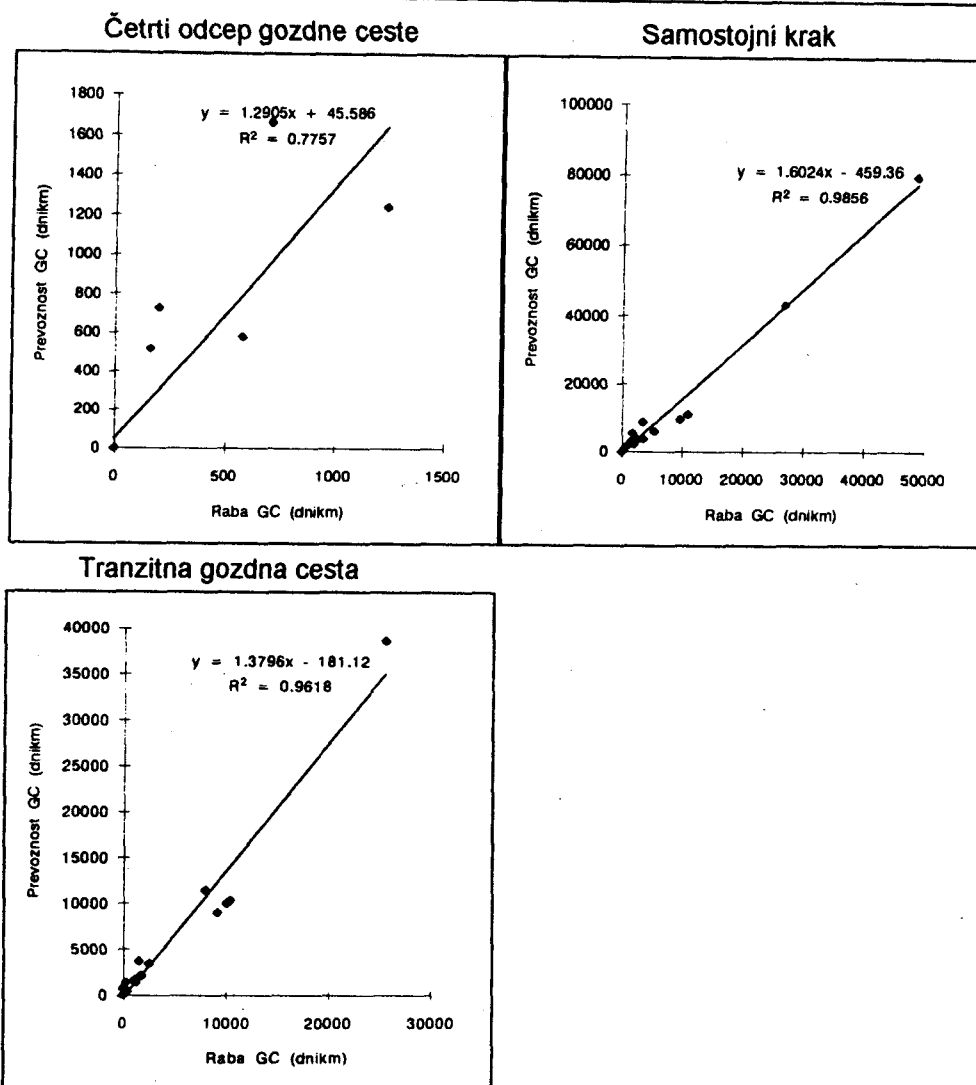 Četrti odcep gozdne ceste
1800
1600
1400
1200
1000
800
600
400
200
0
y = 1.2905x + 45.586
R² = 0.7757
Prevoznost GC (dnikm)
0 500 1000 1500
Raba GC (dnikm)
Samostojni krak
100000
80000
60000
40000
20000
0
y = 1.6024x - 459.36
R² = 0.9856
Prevoznost GC (dnikm)
0 10000 20000 30000 40000 50000
Raba GC (dnikm)
Tranzitna gozdna cesta
40000
35000
30000
25000
20000
15000
10000
5000
0
y = 1.3796x - 181.12
R² = 0.9618
Prevoznost GC (dnikm)
0 10000 20000 30000
Raba GC (dnikm)